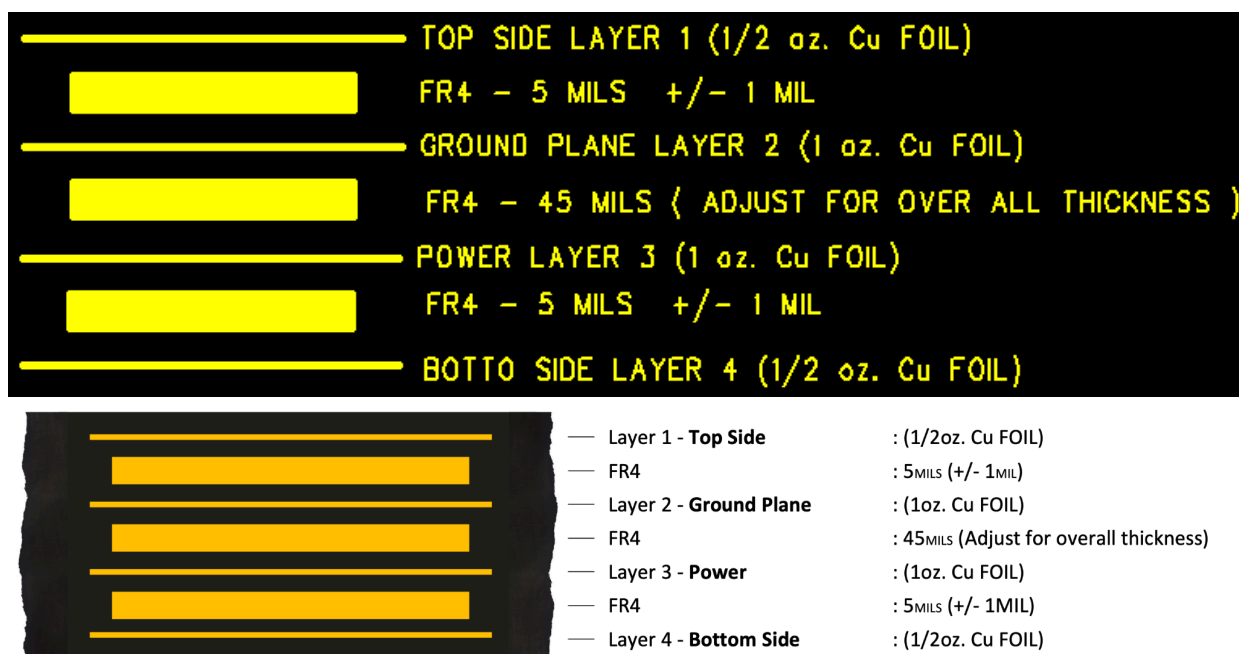 TOP SIDE LAYER 1 (1/2 oz. Cu FOIL)
FR4 - 5 MILS +/- 1 MIL
GROUND PLANE LAYER 2 (1 oz. Cu FOIL)
FR4 - 45 MILS ( ADJUST FOR OVER ALL THICKNESS )
POWER LAYER 3 (1 oz. Cu FOIL)
FR4 - 5 MILS +/- 1 MIL
BOTTO SIDE LAYER 4 (1/2 oz. Cu FOIL)
Layer 1 - Top Side : (1/2oz. Cu FOIL)
FR4 : 5MILS (+/- 1MIL)
Layer 2 - Ground Plane : (1oz. Cu FOIL)
FR4 : 45MILS (Adjust for overall thickness)
Layer 3 - Power : (1oz. Cu FOIL)
FR4 : 5MILS (+/- 1MIL)
Layer 4 - Bottom Side : (1/2oz. Cu FOIL)